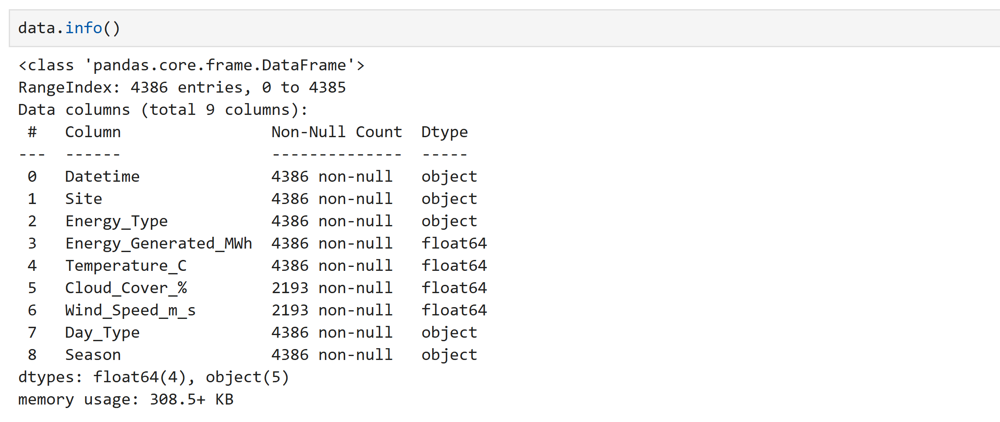 data.info()
<class 'pandas.core.frame.DataFrame'>
RangeIndex: 4386 entries, 0 to 4385
Data columns (total 9 columns):
 #   Column                Non-Null Count  Dtype
---  ------                --------------  -----
 0   Datetime              4386 non-null   object
 1   Site                  4386 non-null   object
 2   Energy_Type           4386 non-null   object
 3   Energy_Generated_MWh  4386 non-null   float64
 4   Temperature_C         4386 non-null   float64
 5   Cloud_Cover_%         2193 non-null   float64
 6   Wind_Speed_m_s        2193 non-null   float64
 7   Day_Type              4386 non-null   object
 8   Season                4386 non-null   object
dtypes: float64(4), object(5)
memory usage: 308.5+ KB